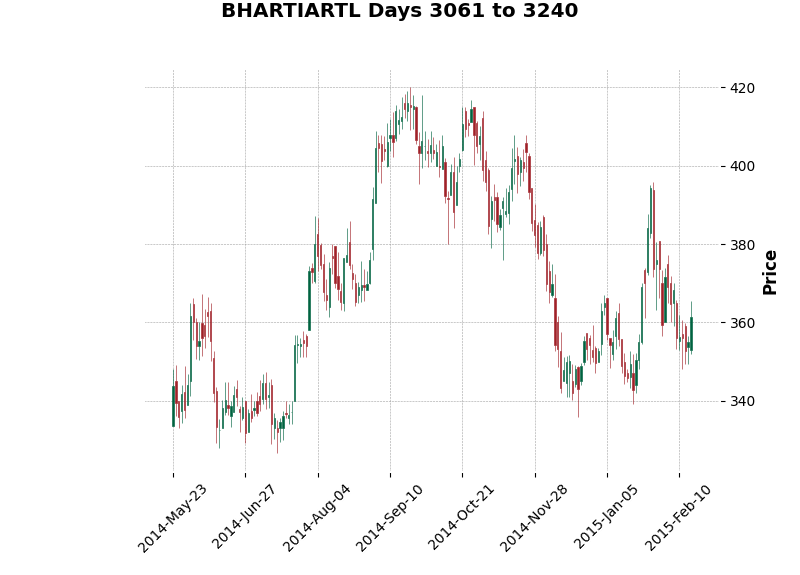 BHARTIARTL Days 3061 to 3240
420
400
380
360
340
Price
2014-May-23
2014-Jun-27
2014-Aug-04
2014-Sep-10
2014-Oct-21
2014-Nov-28
2015-Jan-05
2015-Feb-10